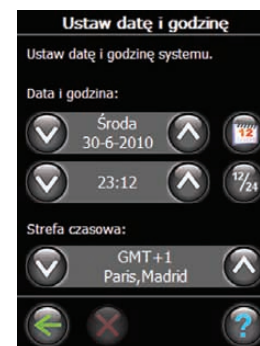 Ustaw datę i godzinę
Ustaw datę i godzinę systemu.
Data i godzina:
Środa
30-6-2010
12
23:12
12/24
Strefa czasowa:
GMT+1
Paris,Madrid
?